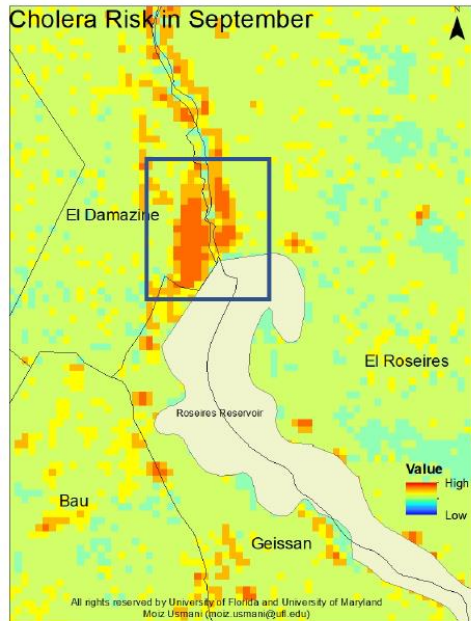 Cholera Risk in September
N
El Damazine
El Roseires
Roseires Reservoir
Value
High
Low
Bau
Geissan
All rights reserved by University of Florida and University of Maryland
Moiz Usmani (moiz.usmani@ufl.edu)